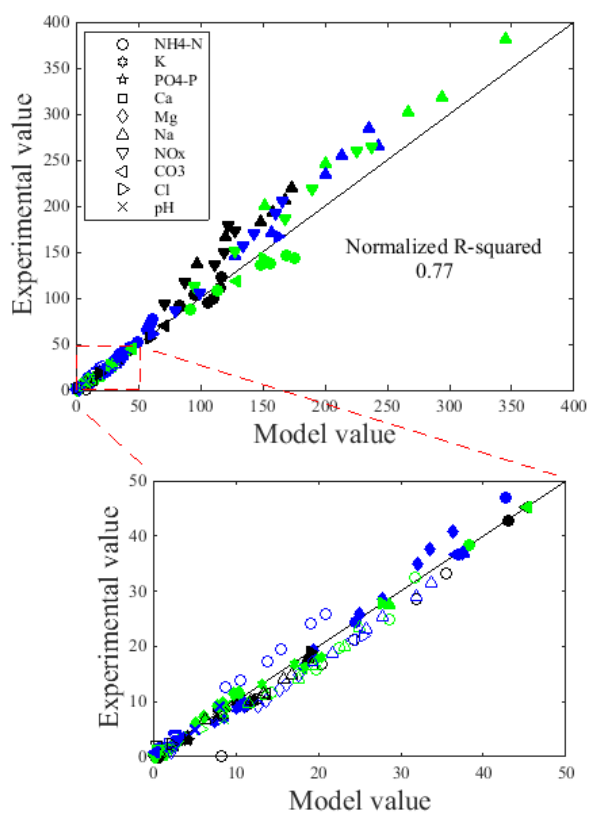 400
350
300
250
200
150
100
50
0
Experimental value
NH4-N
K
PO4-P
Ca
Mg
Na
NOx
CO3
Cl
pH
Normalized R-squared
0.77
0 50 100 150 200 250 300 350 400
Model value
50
40
30
20
10
0
Experimental value
0 10 20 30 40 50
Model value